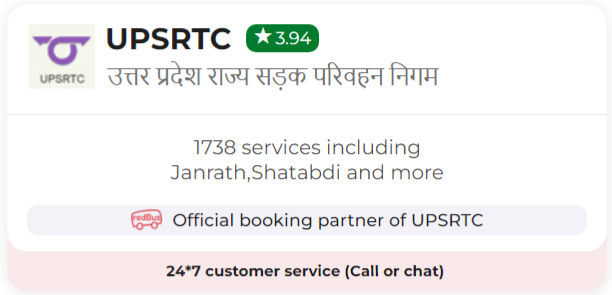 UPSRTC
UPSRTC ★ 3.94
उत्तर प्रदेश राज्य सड़क परिवहन निगम
1738 services including
Janrath,Shatabdi and more
redBus Official booking partner of UPSRTC
24*7 customer service (Call or chat)